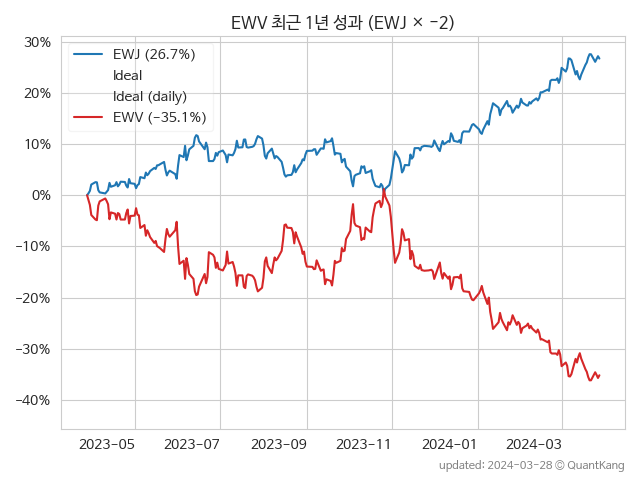 EWV 최근 1년 성과 (EWJ × −2)
30%
20%
10%
0%
−10%
−20%
−30%
−40%
EWJ (26.7%)
Ideal
Ideal (daily)
EWV (−35.1%)
2023−05
2023−07
2023−09
2023−11
2024−01
2024−03
updated: 2024−03−28 © QuantKang